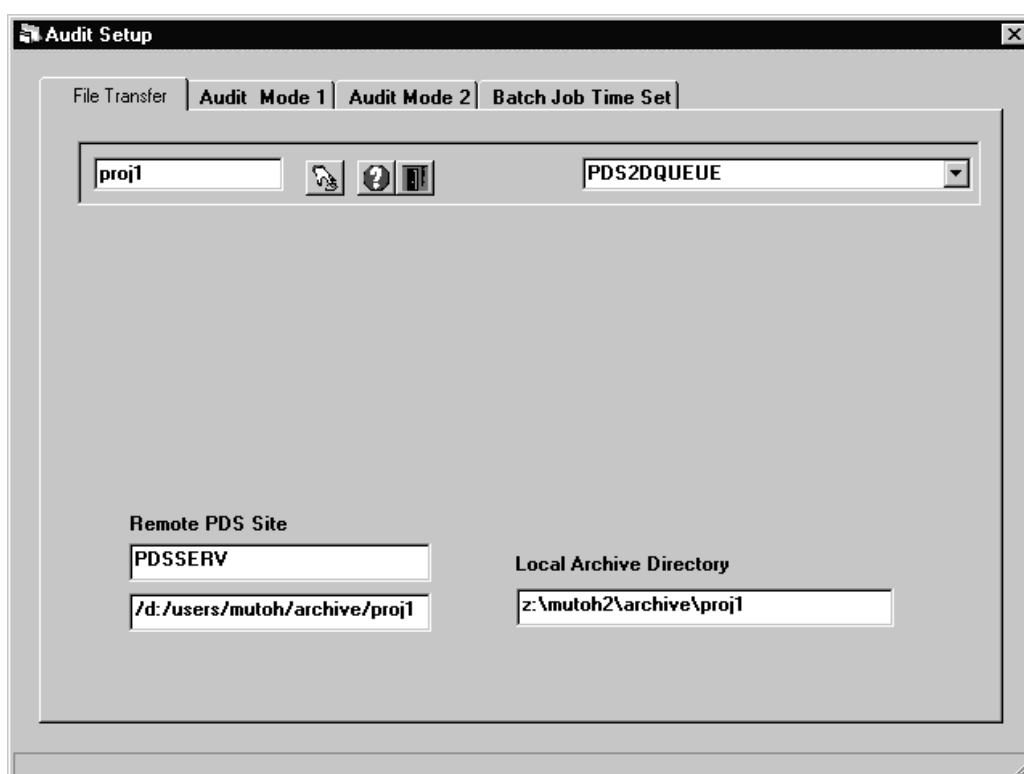 Audit Setup
File Transfer Audit Mode 1 Audit Mode 2 Batch Job Time Set
proj1 PDS2DQUEUE
Remote PDS Site
PDSSERV
Local Archive Directory
/d:/users/mutoh/archive/proj1
z:\mutoh2\archive\proj1